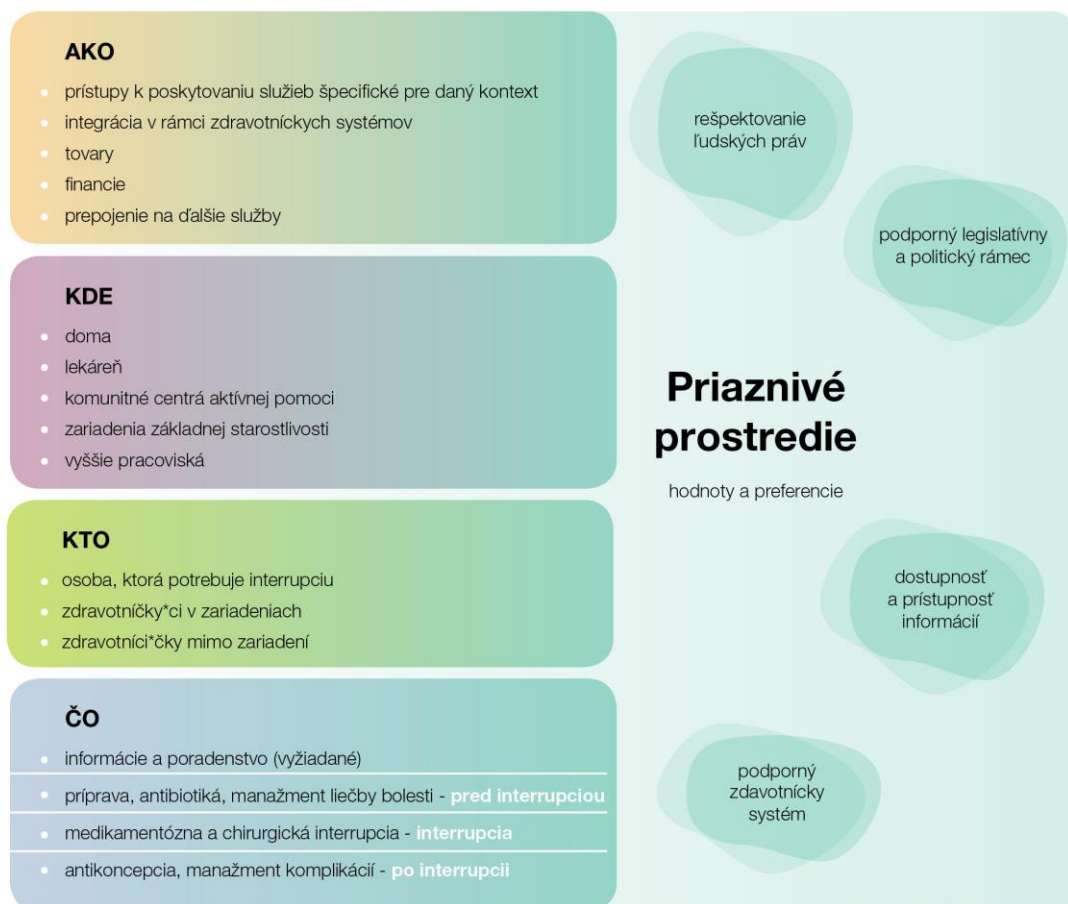 AKO
prístupy k poskytovaniu služieb špecifické pre daný kontext
integrácia v rámci zdravotníckych systémov
tovary
financie
prepojenie na ďalšie služby
KDE
doma
lekáreň
komunitné centrá aktívnej pomoci
zariadenia základnej starostlivosti
vyššie pracoviská
KTO
osoba, ktorá potrebuje interrupciu
zdravotníčky*ci v zariadeniach
zdravotníci*čky mimo zariadení
ČO
informácie a poradenstvo (vyžiadané)
príprava, antibiotiká, manažment liečby bolesti - pred interrupciou
medikamentózna a chirurgická interrupcia - interrupcia
antikoncepcia, manažment komplikácií - po interrupcii
rešpektovanie
ľudských práv
podporný legislatívny
a politický rámec
Priaznivé
prostredie
hodnoty a preferencie
dostupnosť
a prístupnosť
informácií
podporný
zdavotnícky
systém